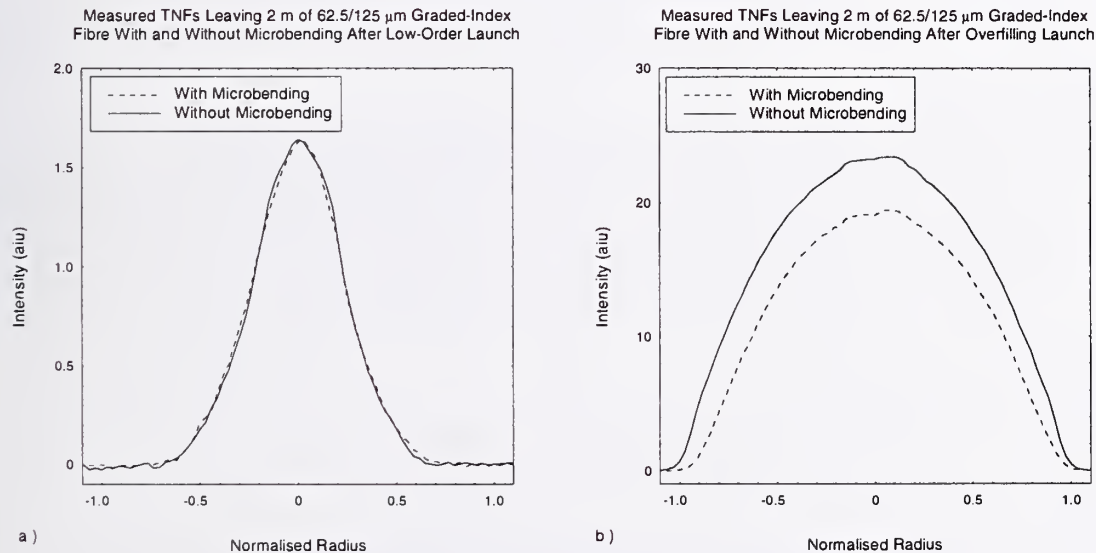 Measured TNFs Leaving 2 m of 62.5/125 μm Graded-Index
Fibre With and Without Microbending After Low-Order Launch
2.0
1.5
1.0
0.5
0
With Microbending
Without Microbending
Intensity (aiu)
-1.0
-0.5
0
0.5
1.0
a )
Normalised Radius
Measured TNFs Leaving 2 m of 62.5/125 μm Graded-Index
Fibre With and Without Microbending After Overfilling Launch
30
20
10
0
With Microbending
Without Microbending
Intensity (aiu)
-1.0
-0.5
0
0.5
1.0
b )
Normalised Radius